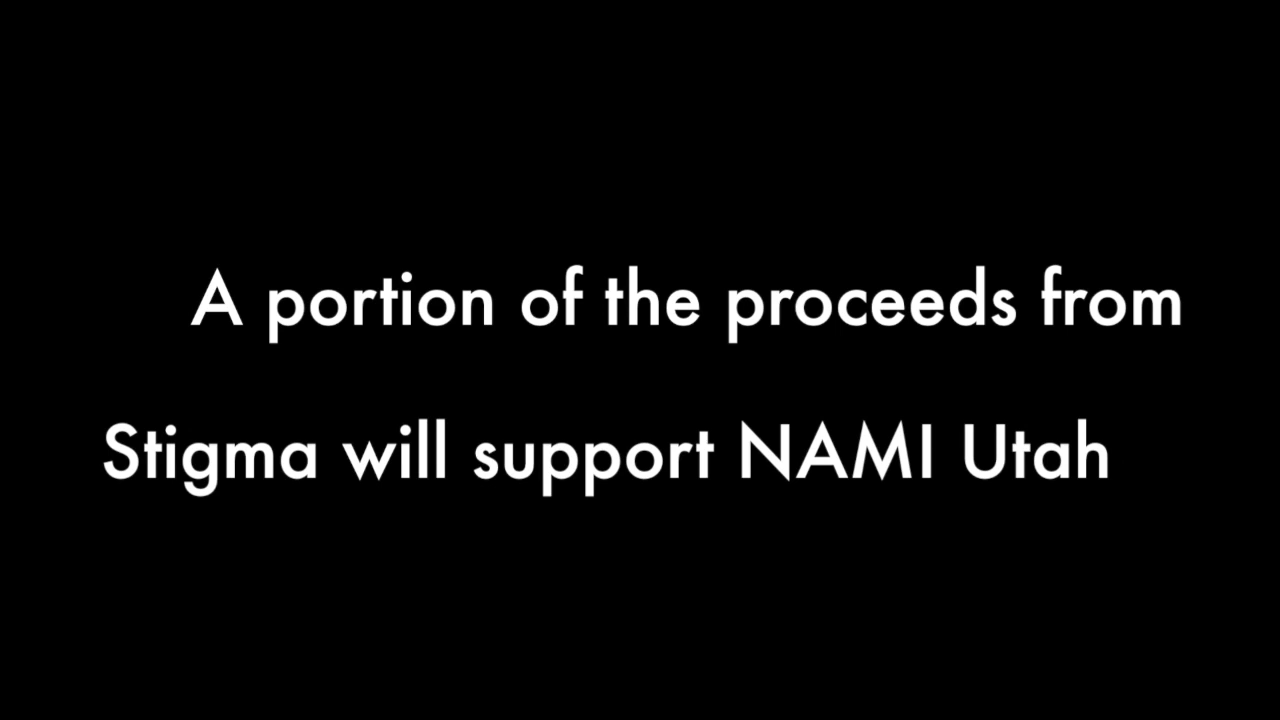 A portion of the proceeds from
Stigma will support NAMI Utah